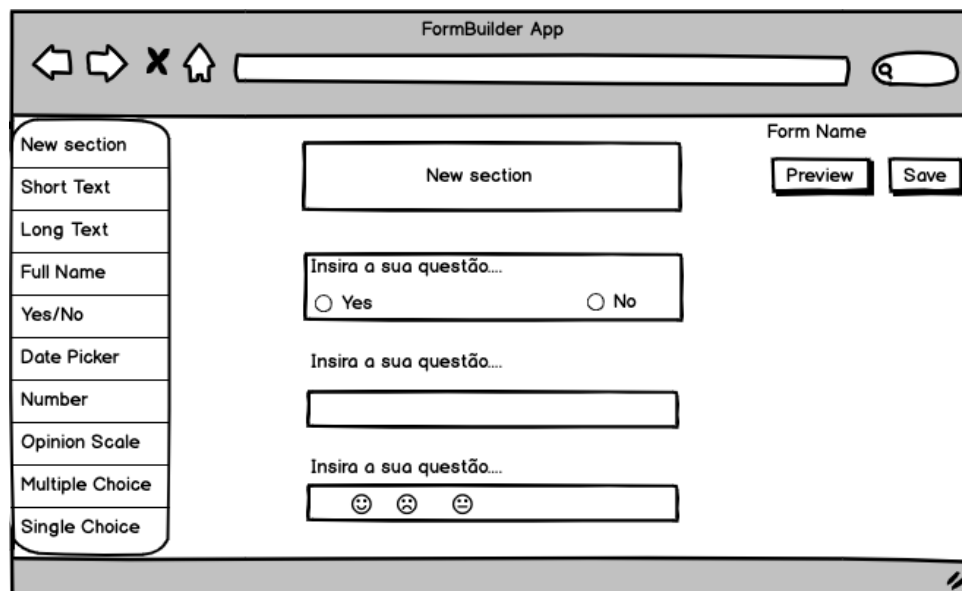 FormBuilder App
New section
Short Text
Long Text
Full Name
Yes/No
Date Picker
Number
Opinion Scale
Multiple Choice
Single Choice
New section
Insira a sua questão....
Yes No
Insira a sua questão....
Insira a sua questão....
Form Name
Preview Save